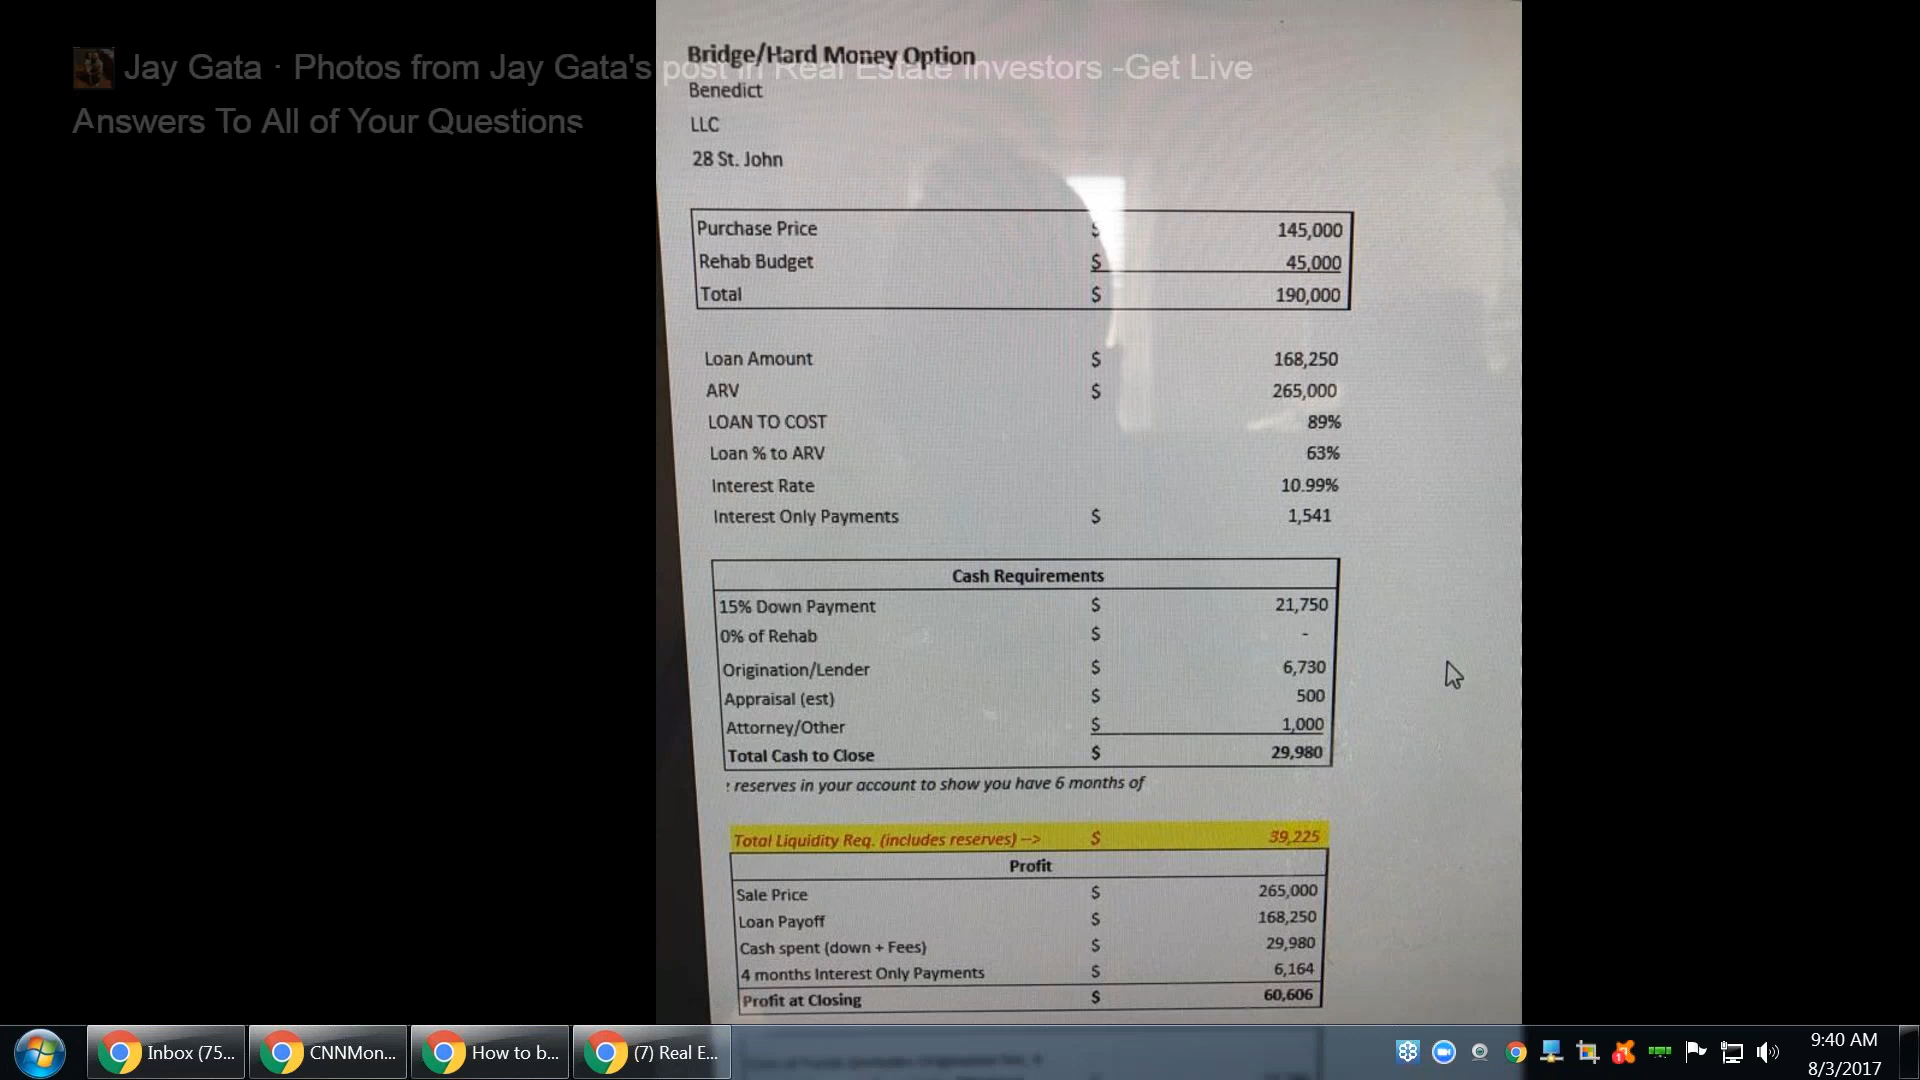 Jay Gata · Photos from Jay Gata's post in Real Estate Investors -Get Live
Answers To All of Your Questions
Bridge/Hard Money Option
Benedict
LLC
28 St. John
Purchase Price $ 145,000
Rehab Budget $ 45,000
Total $ 190,000
Loan Amount $ 168,250
ARV $ 265,000
LOAN TO COST 89%
Loan % to ARV 63%
Interest Rate 10.99%
Interest Only Payments $ 1,541
Cash Requirements
15% Down Payment $ 21,750
0% of Rehab $ -
Origination/Lender $ 6,730
Appraisal (est) $ 500
Attorney/Other $ 1,000
Total Cash to Close $ 29,980
reserves in your account to show you have 6 months of
Total Liquidity Req. (includes reserves) --> $ 39,225
Profit
Sale Price $ 265,000
Loan Payoff $ 168,250
Cash spent (down + Fees) $ 29,980
4 months Interest Only Payments $ 6,164
Profit at Closing $ 60,606
Inbox (75... CNNMon... How to b... (7) Real E... 9:40 AM
8/3/2017